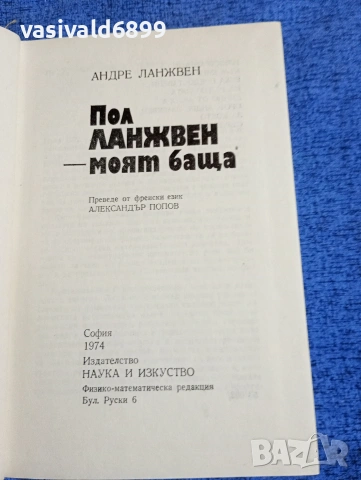 vasivald6899
АНДРЕ ЛАНЖВЕН
Пол
ЛАНЖВЕН
—моят баща
Преведе от френски език
АЛЕКСАНДЪР ПОПОВ
София
1974
Издателство
НАУКА И ИЗКУСТВО
Физико-математическа редакция
Бул. Руски 6
BAZAR